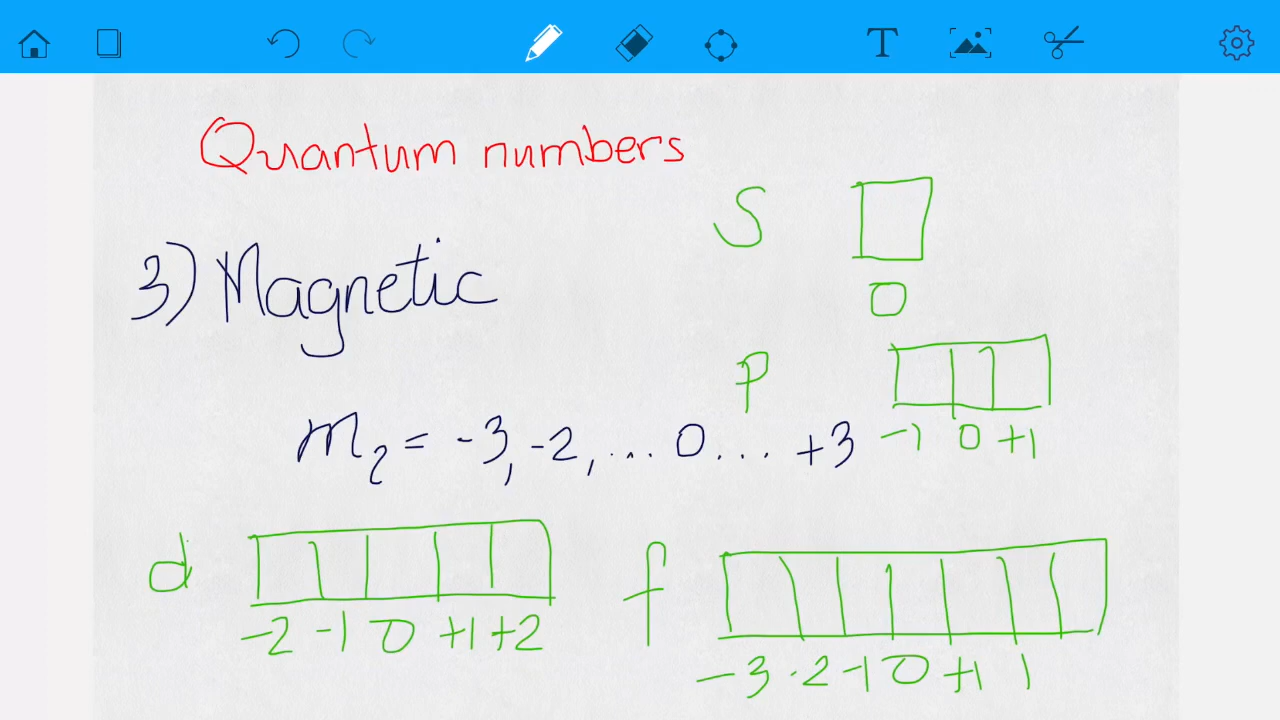 Quantum numbers
S
0
3) Magnetic
p
-1 0 +1
m₂ = -3, -2, ... 0 ... +3
d
-2 -1 0 +1 +2
f
-3 -2 -1 0 +1 1
T